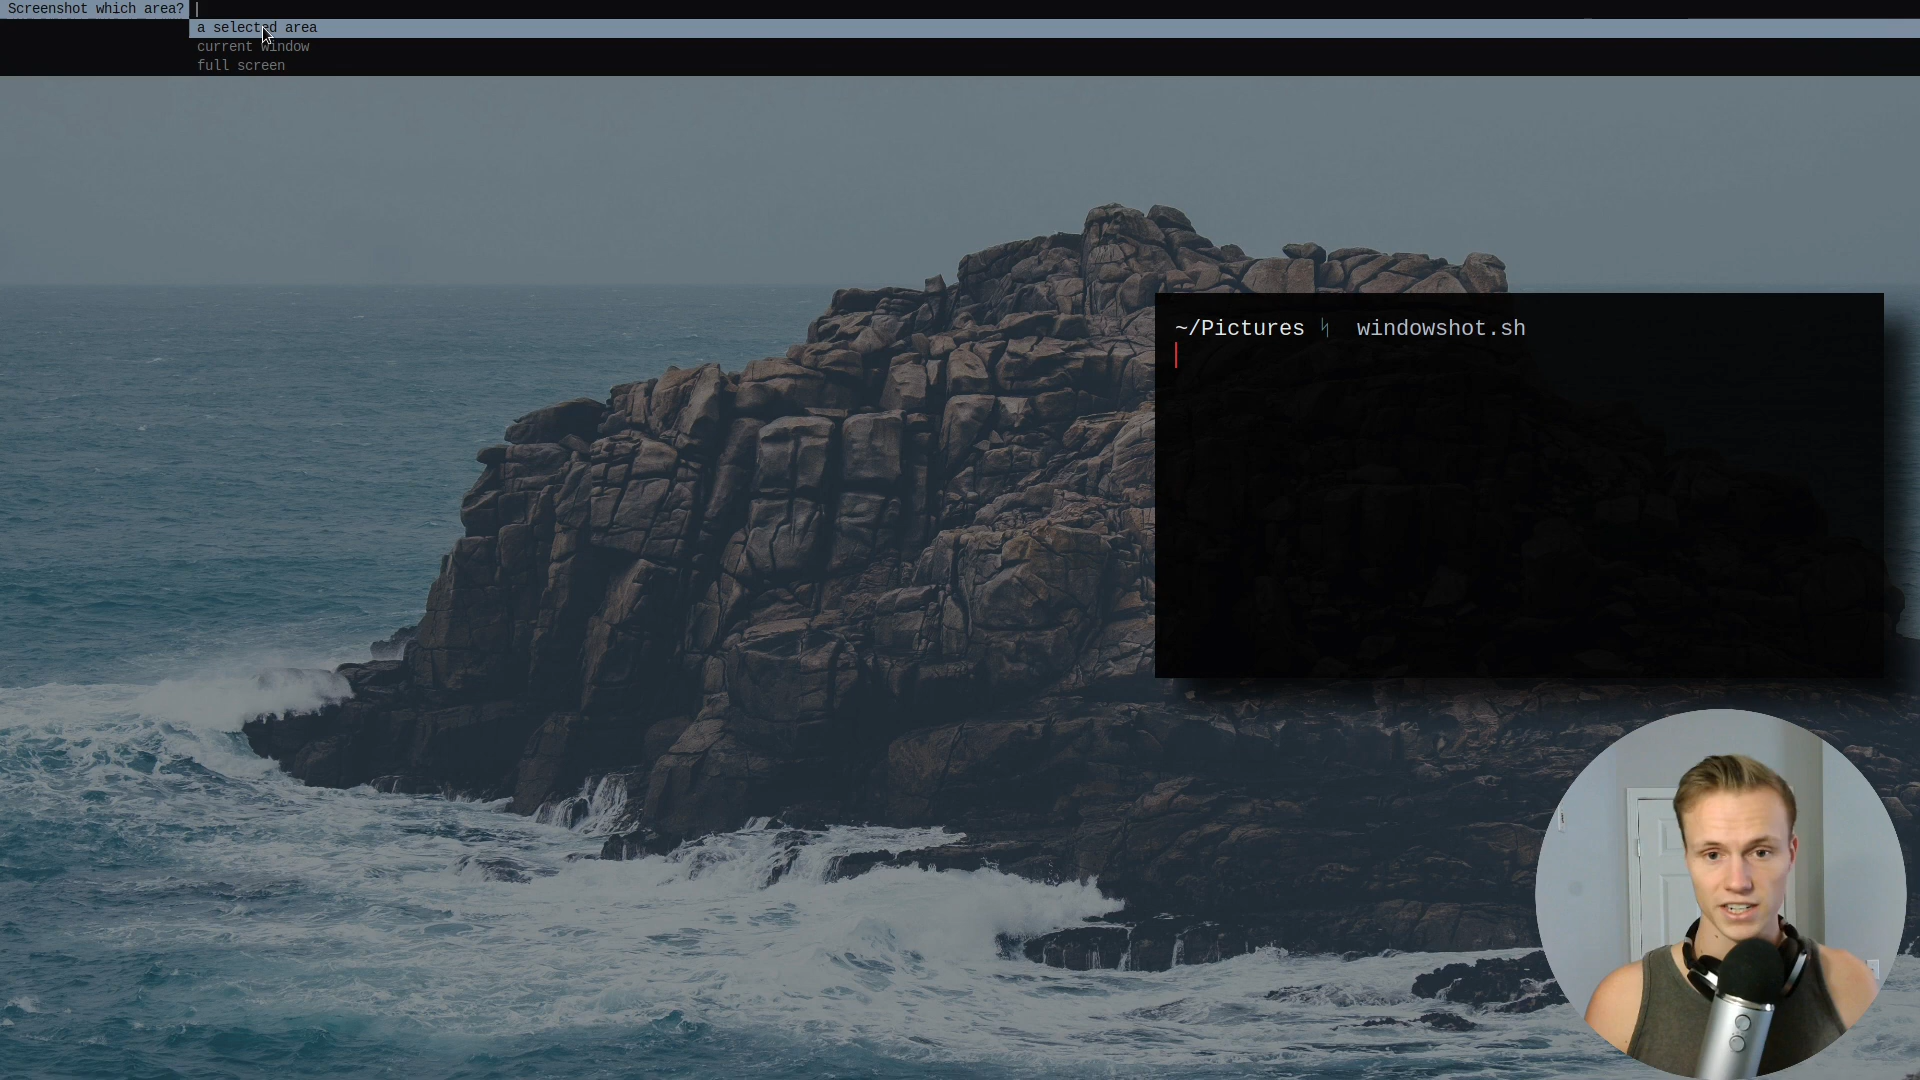 Screenshot which area?
a selected area
current window
full screen
~/Pictures ᛋ windowshot.sh